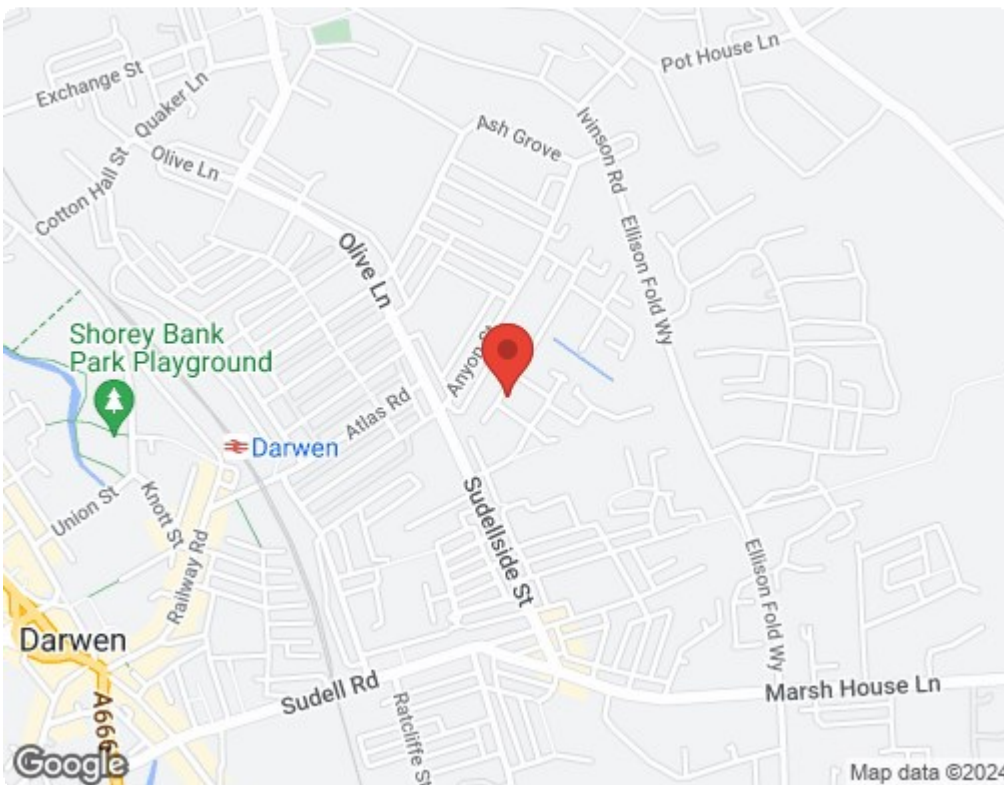 Pot House Ln
Exchange St
Quaker Ln
Ivinson Rd
Ash Grove
Olive Ln
Cotton Hall St
Ellison Fold Wy
Olive Ln
Shorey Bank
Park Playground
Atlas Rd
Darwen
Sudellside St
Union St
Knott St
Railway Rd
Ellison Fold Wy
Darwen
Sudell Rd
Marsh House Ln
Ratcliffe St
Google
Map data ©2024